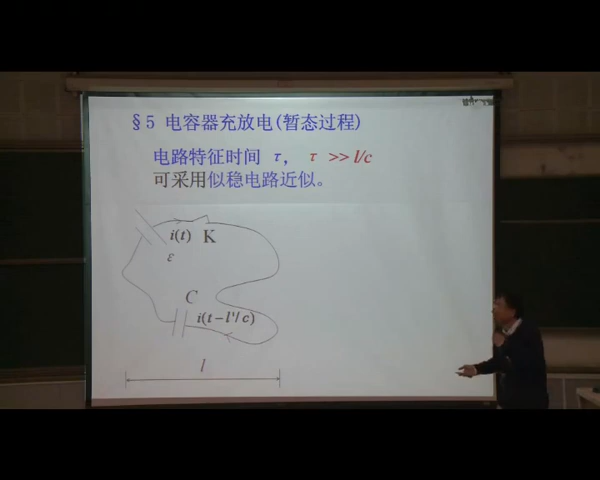 §5 电容器充放电(暂态过程)
电路特征时间 τ， τ >> l/c
可采用似稳电路近似。
i(t) K
ε
C
i(t-l'/c)
l